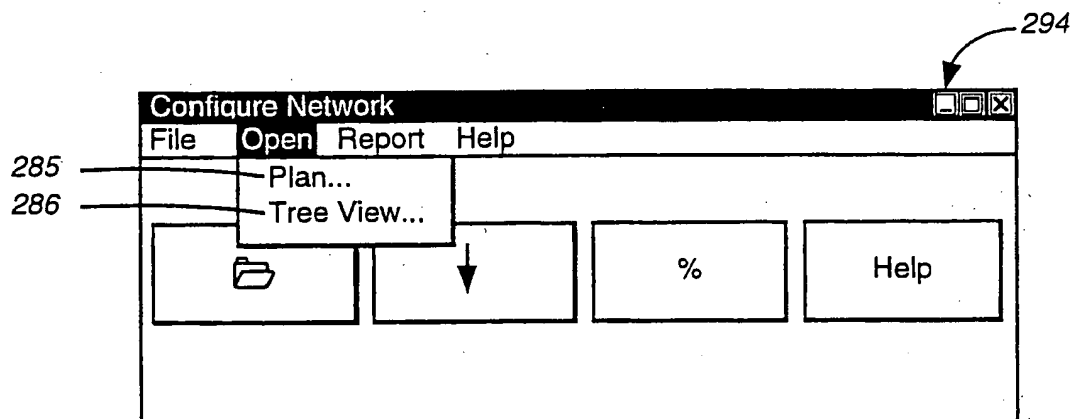 294
Configure Network
File Open Report Help
285 Plan...
286 Tree View...
% Help